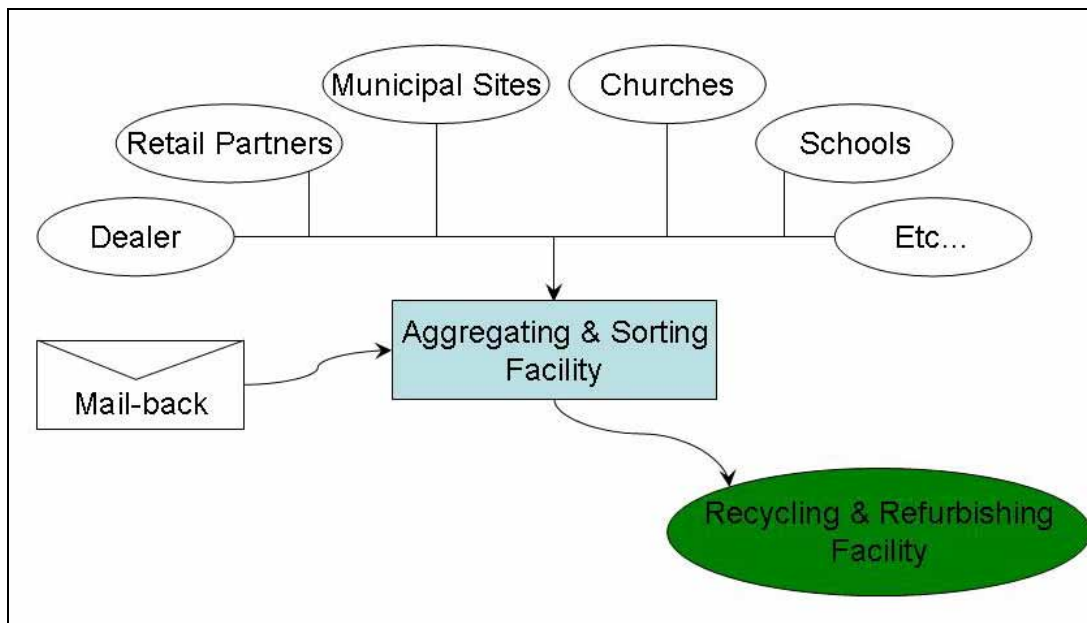 Municipal Sites
Churches
Retail Partners
Schools
Dealer
Etc...
Aggregating & Sorting
Facility
Mail-back
Recycling & Refurbishing
Facility